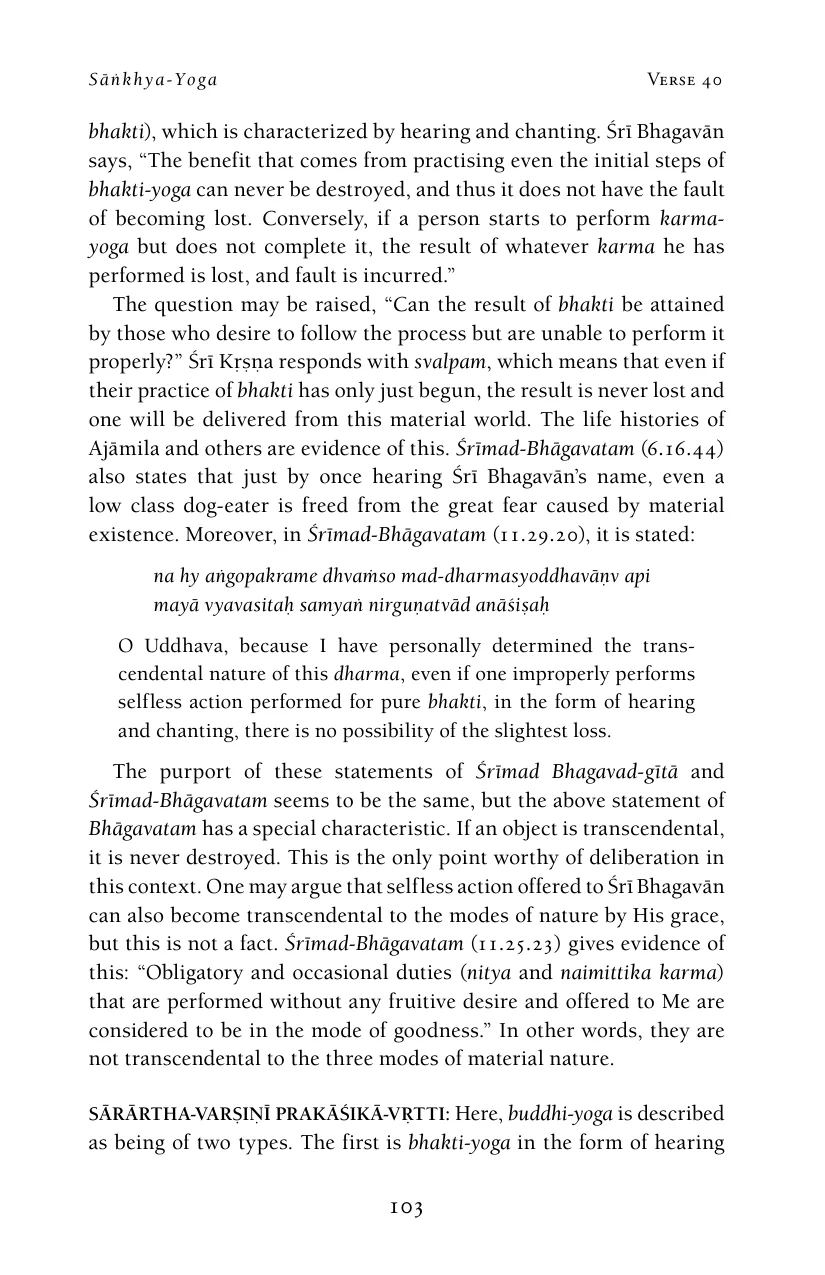 Sāṅkhya-Yoga Verse 40
bhakti), which is characterized by hearing and chanting. Śrī Bhagavān
says, “The benefit that comes from practising even the initial steps of
bhakti-yoga can never be destroyed, and thus it does not have the fault
of becoming lost. Conversely, if a person starts to perform karma-
yoga but does not complete it, the result of whatever karma he has
performed is lost, and fault is incurred.”
The question may be raised, “Can the result of bhakti be attained
by those who desire to follow the process but are unable to perform it
properly?” Śrī Kṛṣṇa responds with svalpam, which means that even if
their practice of bhakti has only just begun, the result is never lost and
one will be delivered from this material world. The life histories of
Ajāmila and others are evidence of this. Śrīmad-Bhāgavatam (6.16.44)
also states that just by once hearing Śrī Bhagavān’s name, even a
low class dog-eater is freed from the great fear caused by material
existence. Moreover, in Śrīmad-Bhāgavatam (11.29.20), it is stated:
na hy aṅgopakrame dhvaṁso mad-dharmasyoddhavāṇv api
mayā vyavasitaḥ samyaṅ nirguṇatvād anāśiṣaḥ
O Uddhava, because I have personally determined the trans-
cendental nature of this dharma, even if one improperly performs
selfless action performed for pure bhakti, in the form of hearing
and chanting, there is no possibility of the slightest loss.
The purport of these statements of Śrīmad Bhagavad-gītā and
Śrīmad-Bhāgavatam seems to be the same, but the above statement of
Bhāgavatam has a special characteristic. If an object is transcendental,
it is never destroyed. This is the only point worthy of deliberation in
this context. One may argue that selfless action offered to Śrī Bhagavān
can also become transcendental to the modes of nature by His grace,
but this is not a fact. Śrīmad-Bhāgavatam (11.25.23) gives evidence of
this: “Obligatory and occasional duties (nitya and naimittika karma)
that are performed without any fruitive desire and offered to Me are
considered to be in the mode of goodness.” In other words, they are
not transcendental to the three modes of material nature.
SĀRĀRTHA-VARṢIṆĪ PRAKĀŚIKĀ-VṚTTI: Here, buddhi-yoga is described
as being of two types. The first is bhakti-yoga in the form of hearing
103